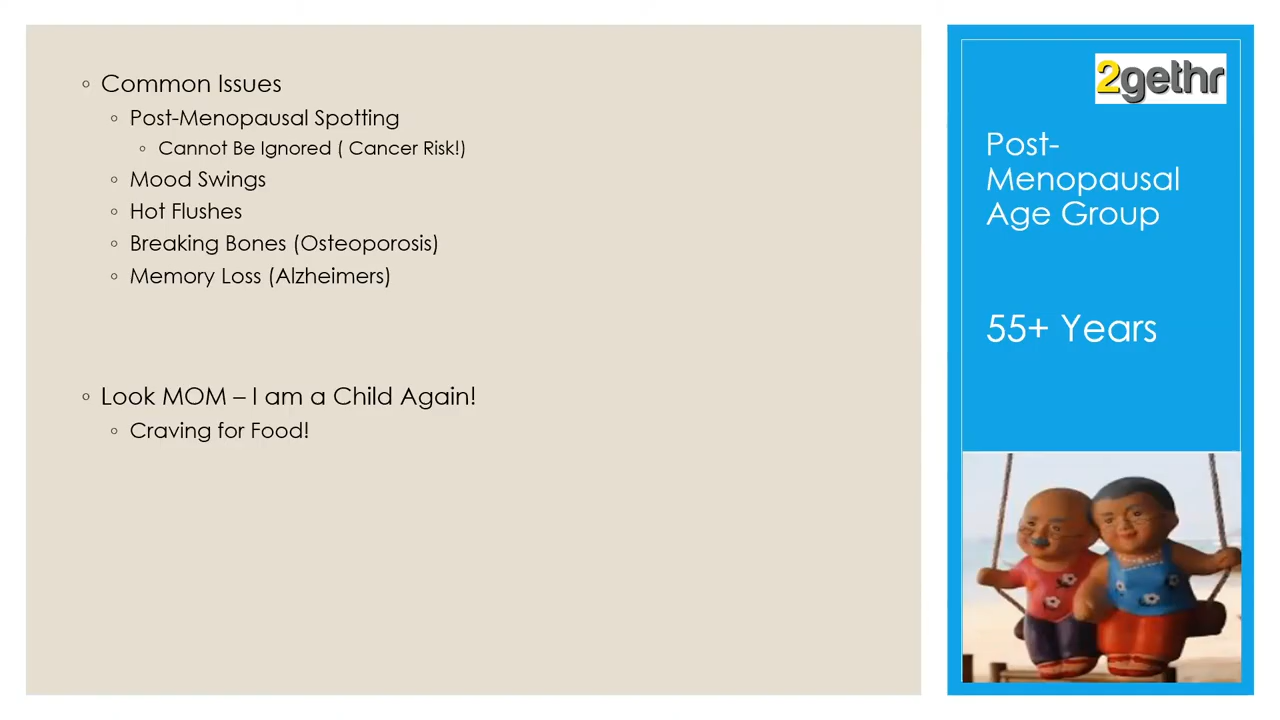 Common Issues
Post-Menopausal Spotting
Cannot Be Ignored ( Cancer Risk!)
Mood Swings
Hot Flushes
Breaking Bones (Osteoporosis)
Memory Loss (Alzheimers)
Look MOM – I am a Child Again!
Craving for Food!
2gethr
Post-
Menopausal
Age Group
55+ Years